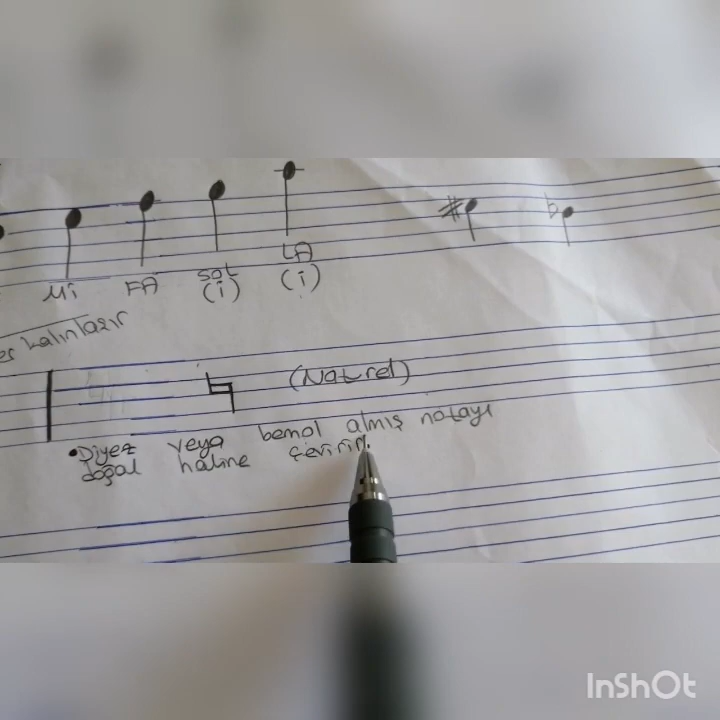 Mi FA SOL LA
(i) (i)
kalınlaşır
(Naturel)
• Diyez veya bemol almış notayı
doğal haline çevirir.
InShOt